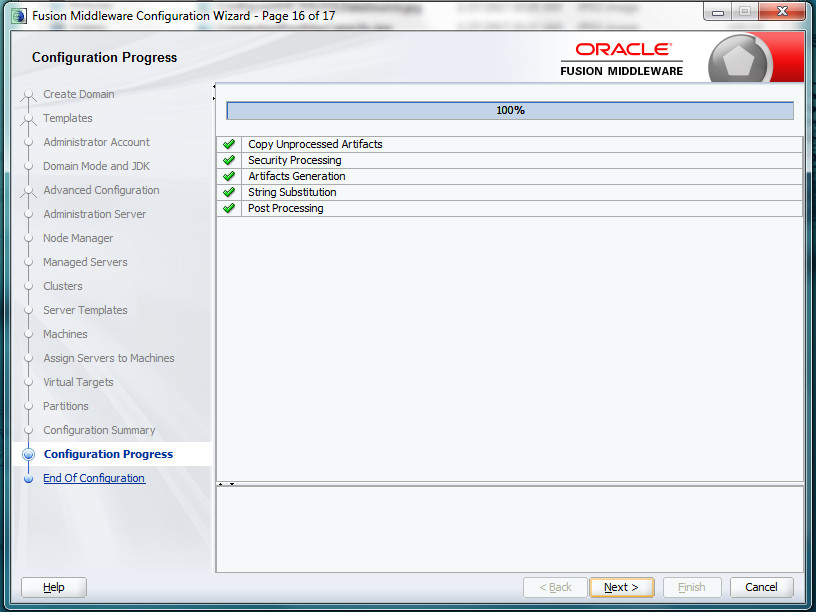 Fusion Middleware Configuration Wizard - Page 16 of 17
Configuration Progress
ORACLE
FUSION MIDDLEWARE
Create Domain
Templates
Administrator Account
Domain Mode and JDK
Advanced Configuration
Administration Server
Node Manager
Managed Servers
Clusters
Server Templates
Machines
Assign Servers to Machines
Virtual Targets
Partitions
Configuration Summary
Configuration Progress
End Of Configuration
100%
Copy Unprocessed Artifacts
Security Processing
Artifacts Generation
String Substitution
Post Processing
Help
< Back
Next >
Finish
Cancel